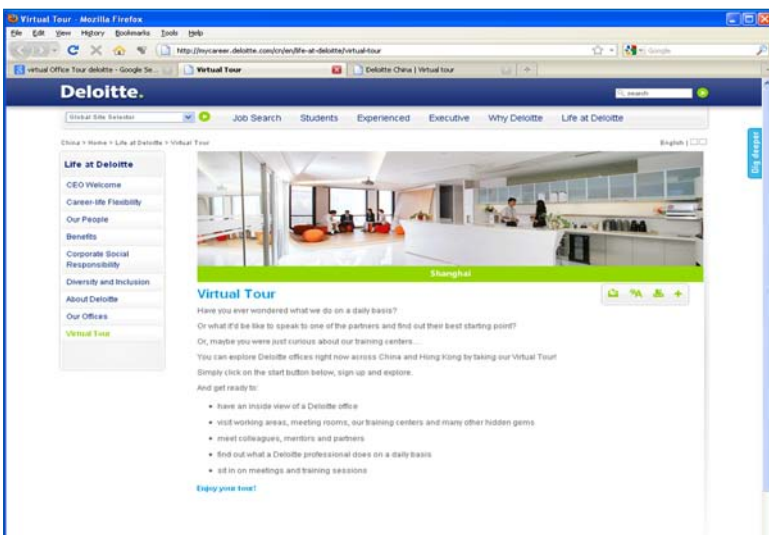 Virtual Tour - Mozilla Firefox
File Edit View History Bookmarks Tools Help
http://mycareer.deloitte.com/cn/en/life-at-deloitte/virtual-tour
Google
virtual Office Tour deloitte - Google Se...
Virtual Tour
Deloitte China | Virtual tour
Deloitte.
search
Global Site Selector
Job Search Students Experienced Executive Why Deloitte Life at Deloitte
China > Home > Life at Deloitte > Virtual Tour
English |
Dig deeper
Life at Deloitte
CEO Welcome
Career-life Flexibility
Our People
Benefits
Corporate Social
Responsibility
Diversity and Inclusion
About Deloitte
Our Offices
Virtual Tour
Shanghai
Virtual Tour
Have you ever wondered what we do on a daily basis?
Or what it'd be like to speak to one of the partners and find out their best starting point?
Or, maybe you were just curious about our training centers…
You can explore Deloitte offices right now across China and Hong Kong by taking our Virtual Tour!
Simply click on the start button below, sign up and explore.
And get ready to:
• have an inside view of a Deloitte office
• visit working areas, meeting rooms, our training centers and many other hidden gems
• meet colleagues, mentors and partners
• find out what a Deloitte professional does on a daily basis
• sit in on meetings and training sessions
Enjoy your tour!